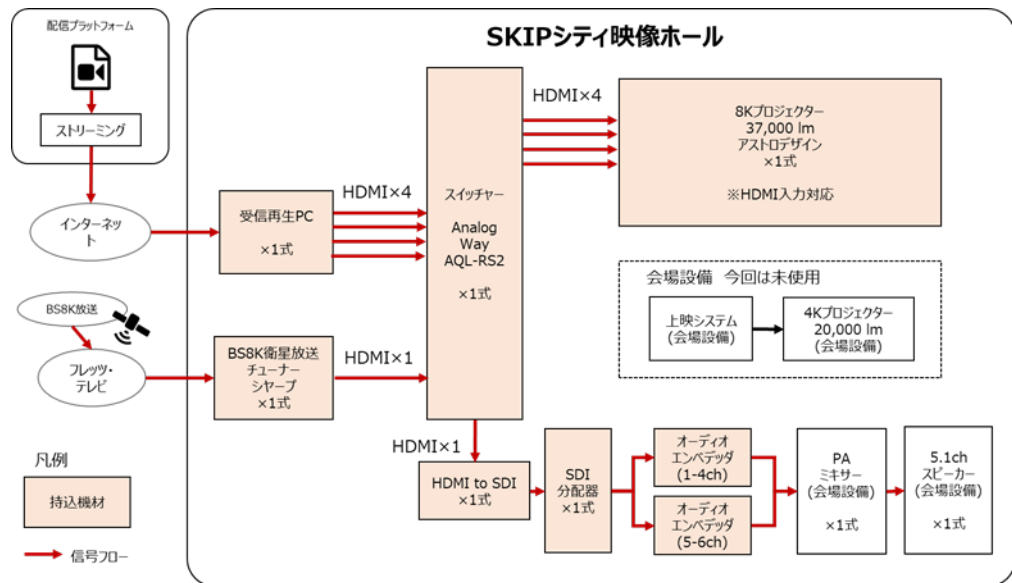 配信プラットフォーム
ストリーミング
インターネッ
ト
BS8K放送
フレッツ・
テレビ
凡例
持込機材
信号フロー
SKIPシティ映像ホール
受信再生PC
×1式
HDMI×4
BS8K衛星放送
チューナー
シャープ
×1式
HDMI×1
スイッチャー
Analog
Way
AQL-RS2
×1式
HDMI×4
8Kプロジェクター
37,000 lm
アストロデザイン
×1式
※HDMI入力対応
会場設備 今回は未使用
上映システム
(会場設備)
4Kプロジェクター
20,000 lm
(会場設備)
HDMI×1
HDMI to SDI
×1式
SDI
分配器
×1式
オーディオ
エンベデッダ
(1-4ch)
オーディオ
エンベデッダ
(5-6ch)
PA
ミキサー
(会場設備)
×1式
5.1ch
スピーカー
(会場設備)
×1式